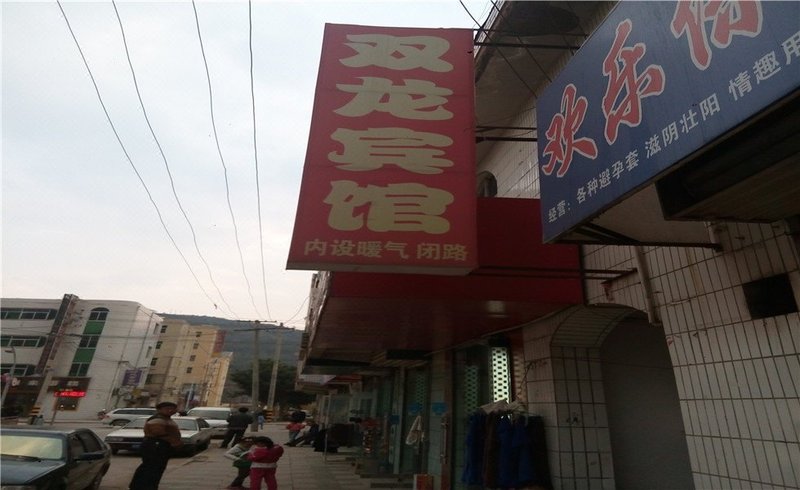 双龙宾馆
内设暖气 闭路
欢乐
经营：各种避孕套 滋阴壮阳 情趣用